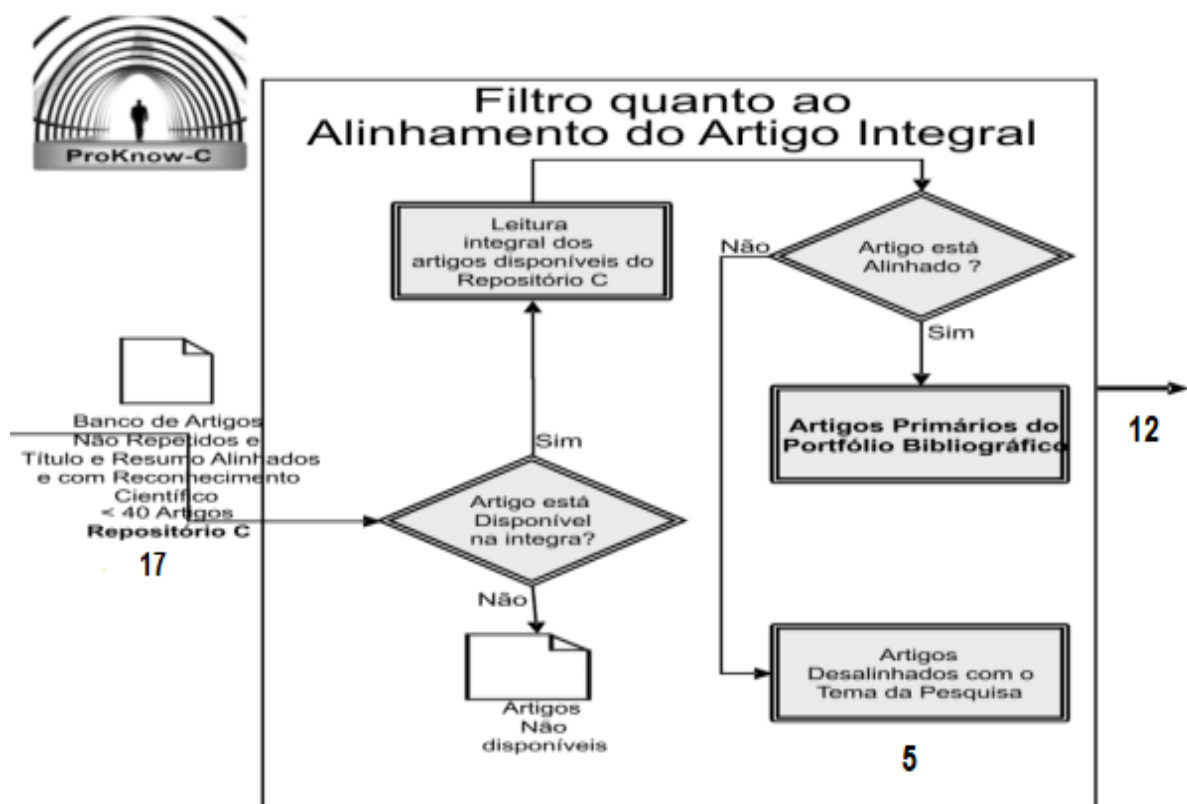 ProKnow-C
Filtro quanto ao
Alinhamento do Artigo Integral
Leitura
integral dos
artigos disponíveis do
Repositório C
Não
Artigo está
Alinhado ?
Sim
Banco de Artigos
Não Repetidos e
Título e Resumo Alinhados
e com Reconhecimento
Científico
< 40 Artigos
Repositório C
17
Sim
Artigo está
Disponível
na integra?
Não
Artigos
Não
disponíveis
Artigos Primários do
Portfólio Bibliográfico
12
Artigos
Desalinhados com o
Tema da Pesquisa
5